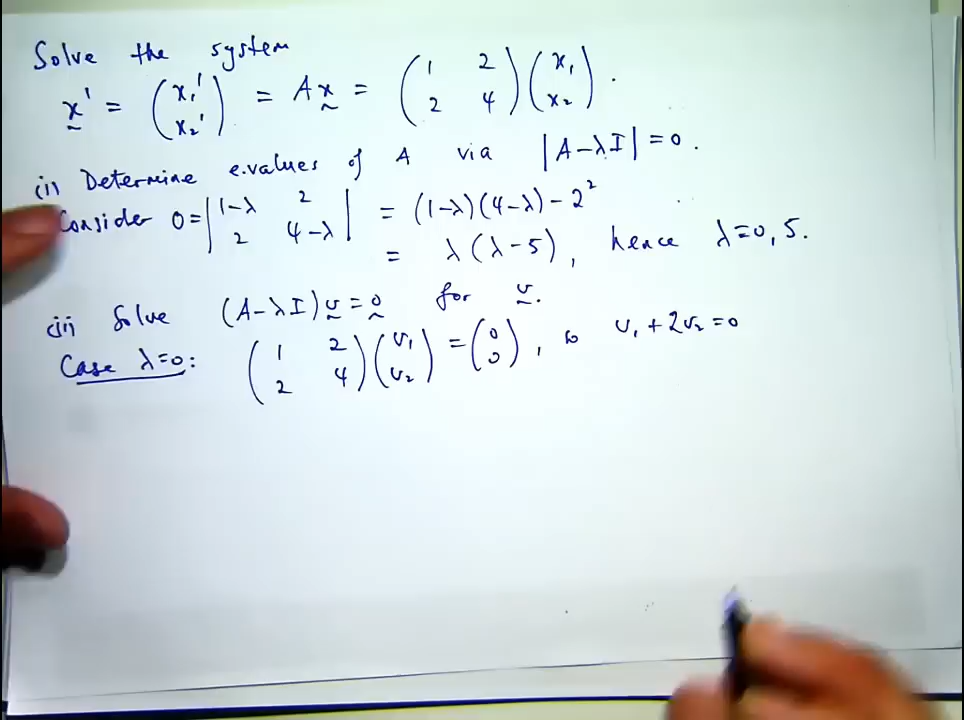 Solve the system
x' = (x₁' x₂') = Ax = (1 2 2 4)(x₁ x₂).
(i) Determine e.values of A via |A-λI| = 0.
Consider 0 = |1-λ 2 2 4-λ| = (1-λ)(4-λ) - 2²
= λ(λ-5), hence λ=0, 5.
(ii) Solve (A-λI)v = 0 for v.
Case λ=0: (1 2 2 4)(v₁ v₂) = (0 0), so v₁ + 2v₂ = 0